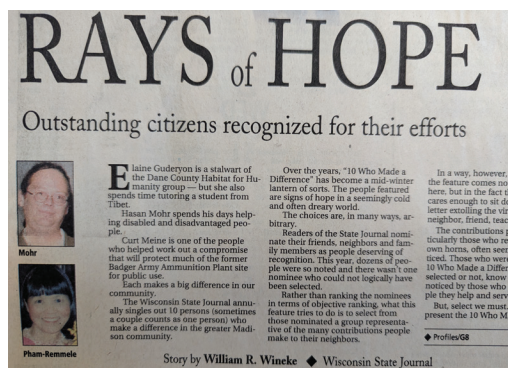 RAYS of HOPE
Outstanding citizens recognized for their efforts
Mohr
Pham-Remmele
Elaine Guderyon is a stalwart of
the Dane County Habitat for Hu-
manity group — but she also
spends time tutoring a student from
Tibet.
Hasan Mohr spends his days help-
ing disabled and disadvantaged peo-
ple.
Curt Meine is one of the people
who helped work out a compromise
that will protect much of the former
Badger Army Ammunition Plant site
for public use.
Each makes a big difference in our
community.
The Wisconsin State Journal annu-
ally singles out 10 persons (sometimes
a couple counts as one person) who
make a difference in the greater Madi-
son community.
Over the years, "10 Who Made a
Difference" has become a mid-winter
lantern of sorts. The people featured
are signs of hope in a seemingly cold
and often dreary world.
The choices are, in many ways, ar-
bitrary.
Readers of the State Journal nomi-
nate their friends, neighbors and fam-
ily members as people deserving of
recognition. This year, dozens of peo-
ple were so noted and there wasn't one
nominee who could not logically have
been selected.
Rather than ranking the nominees
in terms of objective ranking, what this
feature tries to do is to select from
those nominated a group representa-
tive of the many contributions people
make to their neighbors.
In a way, however,
the feature comes no
here, but in the fact t
cares enough to sit do
letter extolling the vir
neighbor, friend, teac
The contributions p
ticularly those who re
own horns, often seem
ticed. Those who were
10 Who Made a Differ
selected or not, know
noticed by those who
ple they help and serv
But, select we must.
present the 10 Who M
◆ Profiles/G8
Story by William R. Wineke ◆ Wisconsin State Journal